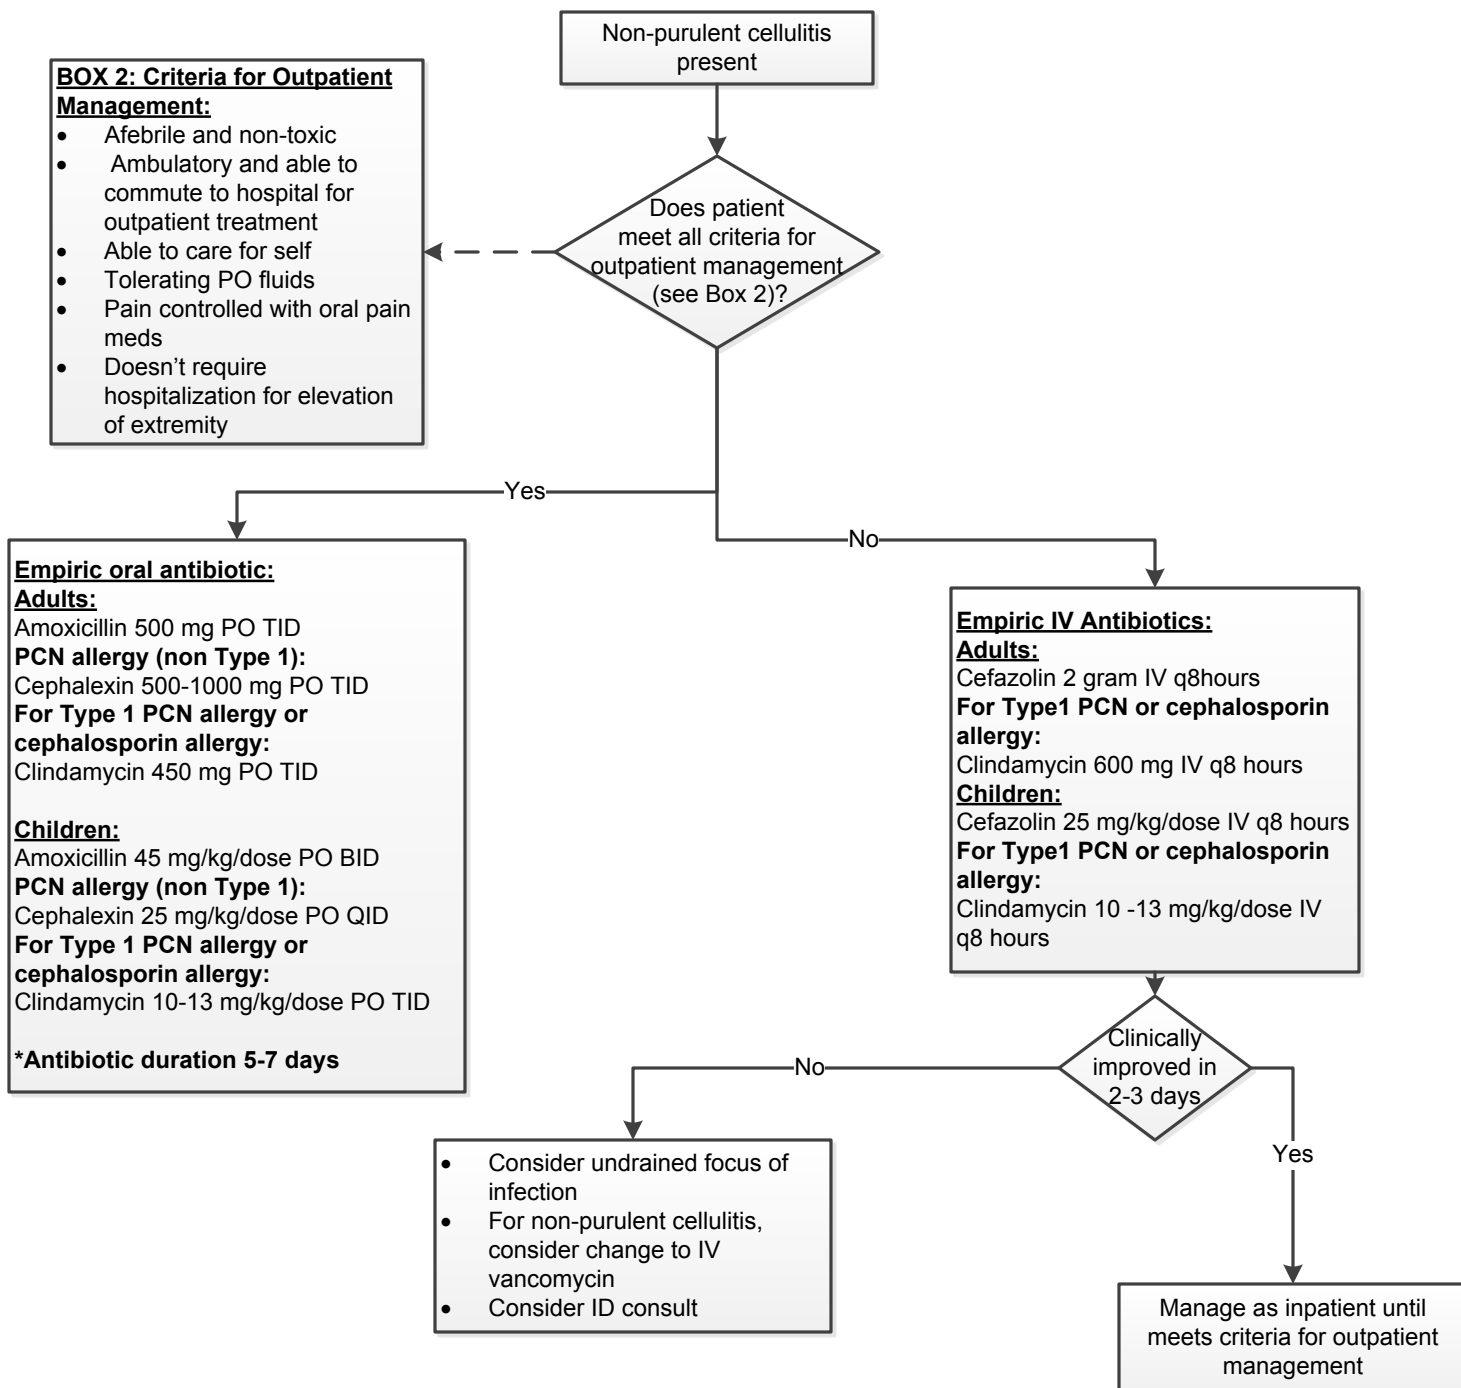 Non-purulent cellulitis
present
BOX 2: Criteria for Outpatient
Management:
• Afebrile and non-toxic
• Ambulatory and able to
commute to hospital for
outpatient treatment
• Able to care for self
• Tolerating PO fluids
• Pain controlled with oral pain
meds
• Doesn’t require
hospitalization for elevation
of extremity
Does patient
meet all criteria for
outpatient management
(see Box 2)?
Yes
No
Empiric oral antibiotic:
Adults:
Amoxicillin 500 mg PO TID
PCN allergy (non Type 1):
Cephalexin 500-1000 mg PO TID
For Type 1 PCN allergy or
cephalosporin allergy:
Clindamycin 450 mg PO TID
Children:
Amoxicillin 45 mg/kg/dose PO BID
PCN allergy (non Type 1):
Cephalexin 25 mg/kg/dose PO QID
For Type 1 PCN allergy or
cephalosporin allergy:
Clindamycin 10-13 mg/kg/dose PO TID
*Antibiotic duration 5-7 days
Empiric IV Antibiotics:
Adults:
Cefazolin 2 gram IV q8hours
For Type1 PCN or cephalosporin
allergy:
Clindamycin 600 mg IV q8 hours
Children:
Cefazolin 25 mg/kg/dose IV q8 hours
For Type1 PCN or cephalosporin
allergy:
Clindamycin 10 -13 mg/kg/dose IV
q8 hours
Clinically
improved in
2-3 days
No
Yes
• Consider undrained focus of
infection
• For non-purulent cellulitis,
consider change to IV
vancomycin
• Consider ID consult
Manage as inpatient until
meets criteria for outpatient
management